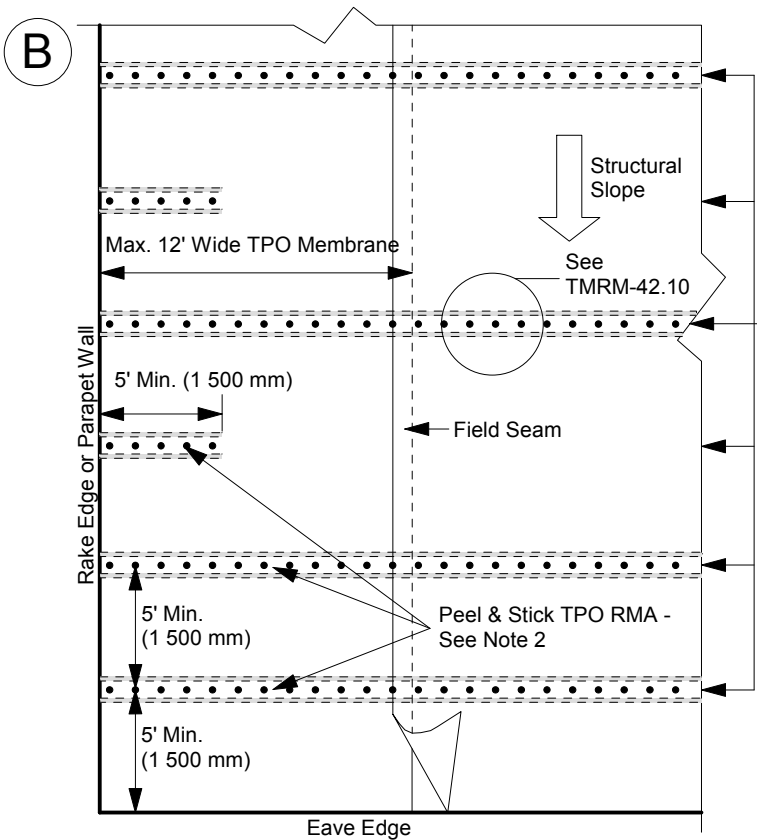 B
Structural
Slope
Max. 12' Wide TPO Membrane
See
TMRM-42.10
5' Min. (1 500 mm)
Field Seam
Rake Edge or Parapet Wall
5' Min.
(1 500 mm)
Peel & Stick TPO RMA -
See Note 2
5' Min.
(1 500 mm)
Eave Edge